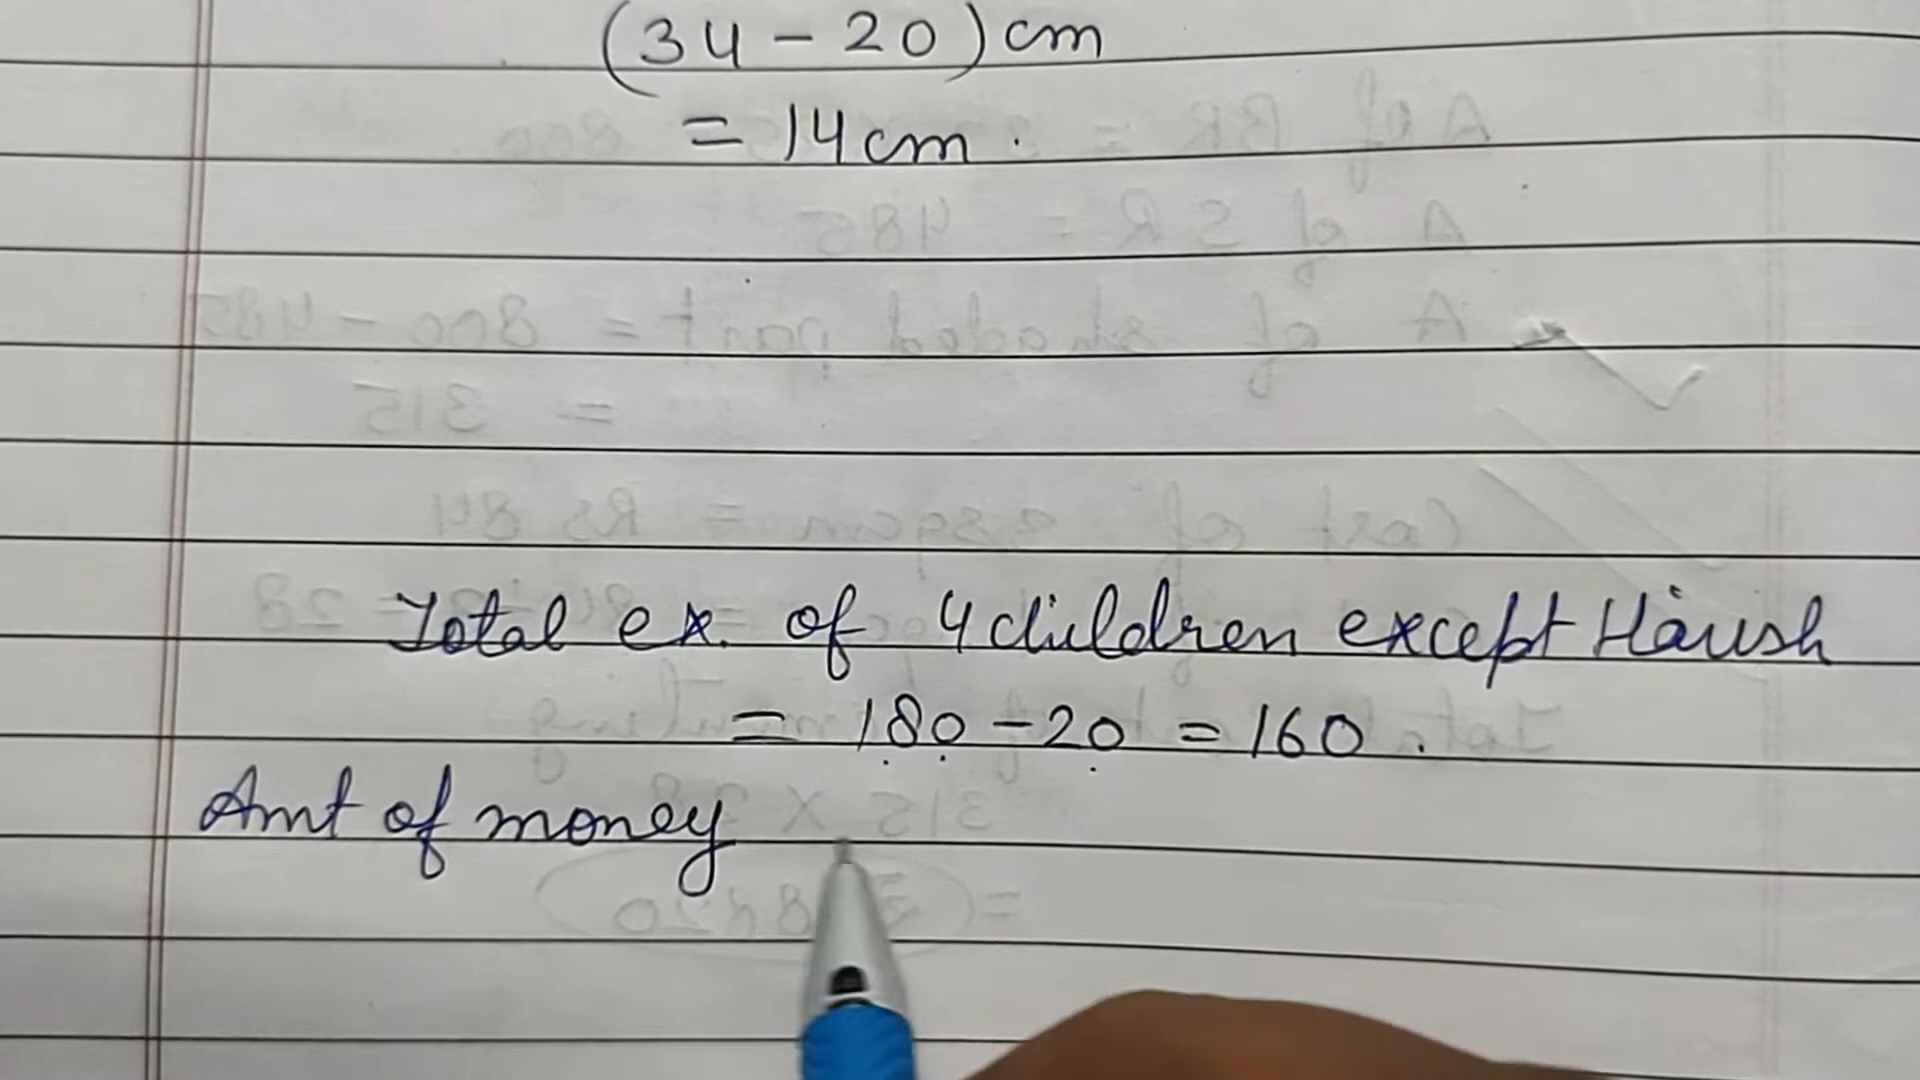 (34 - 20) cm
= 14 cm.
Total ex. of 4 children except Harish
= 180 - 20 = 160.
Amt of money